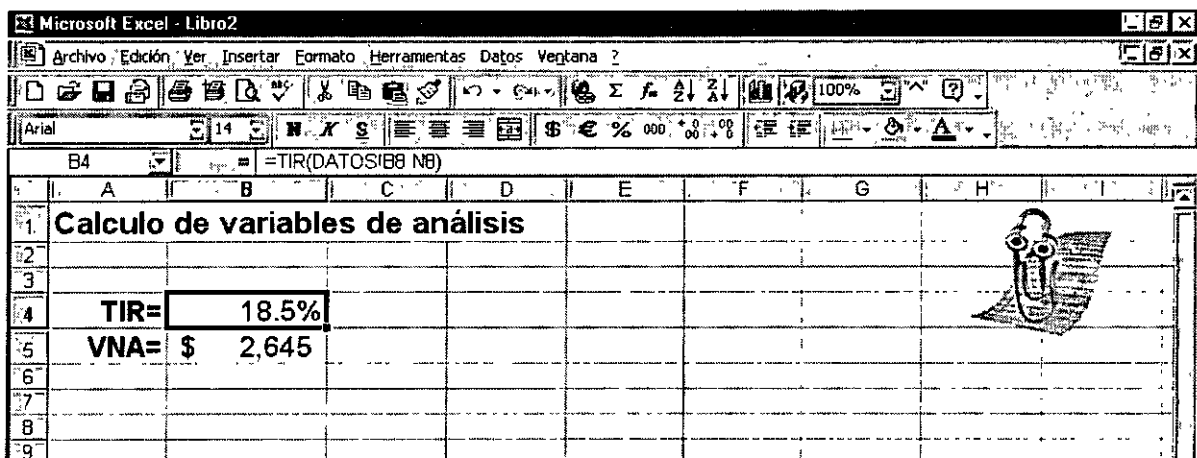 Microsoft Excel - Libro2
Archivo Edición Ver Insertar Formato Herramientas Datos Ventana ?
100%
Arial 14 N K S $ € % 000
B4 = =TIR(DATOS!B8 N8)
A B C D E F G H I
1 Calculo de variables de análisis
2
3
4 TIR= 18.5%
5 VNA= $ 2,645
6
7
8
9